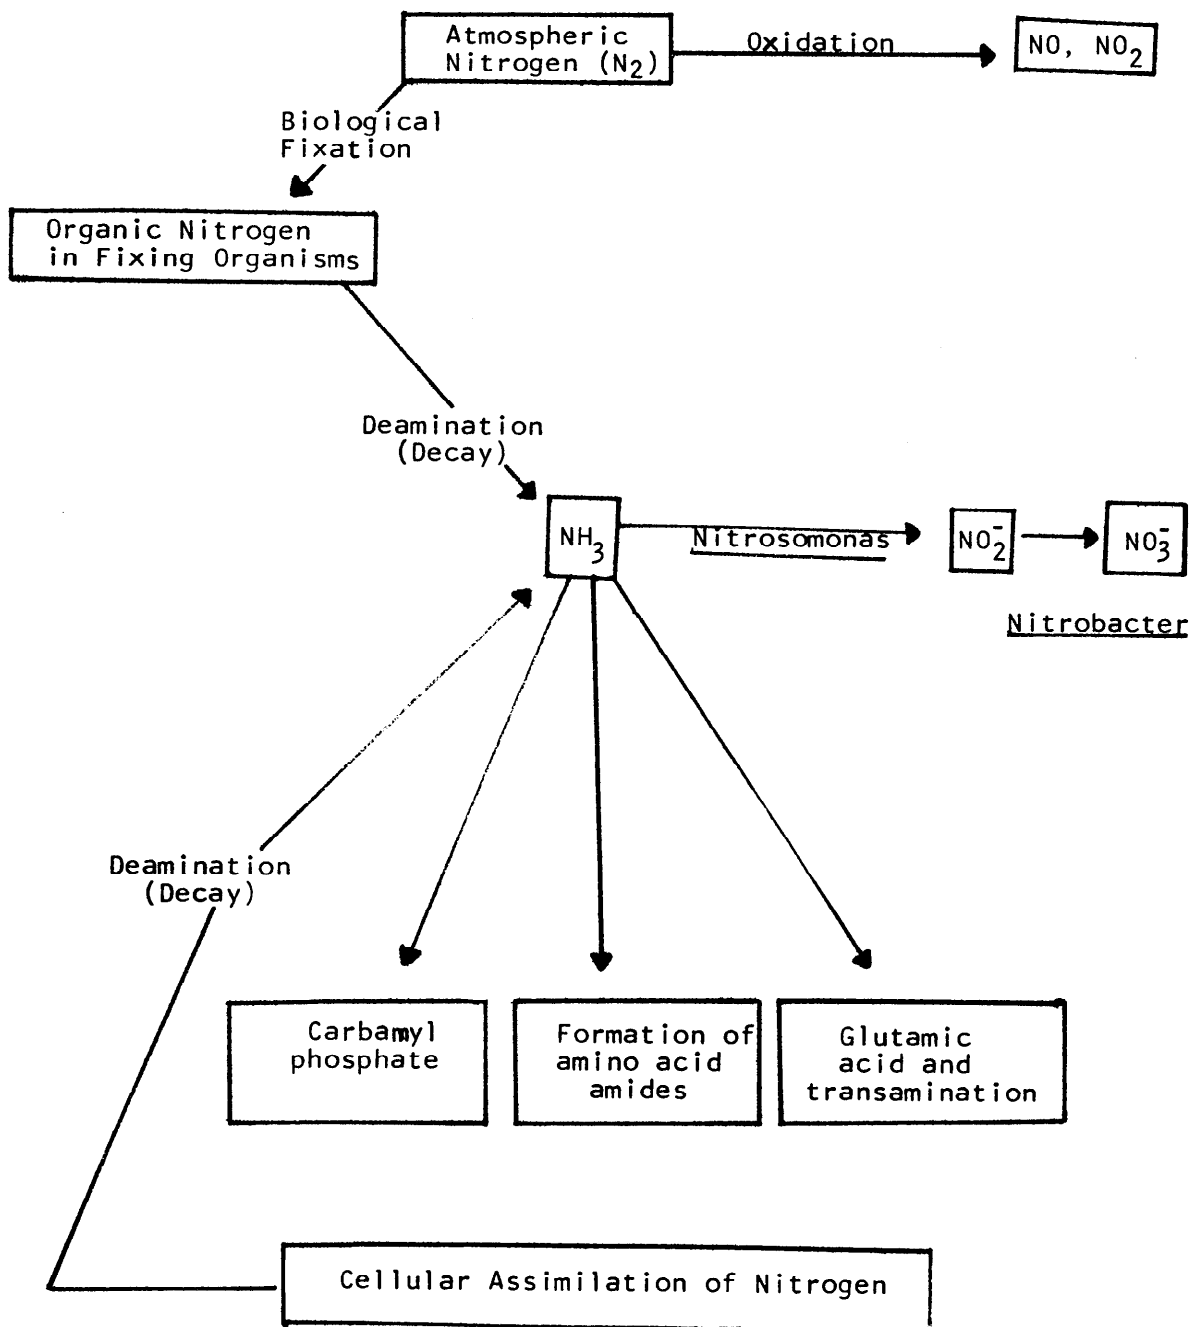 Atmospheric
Nitrogen (N2)
Oxidation
NO, NO2
Biological
Fixation
Organic Nitrogen
in Fixing Organisms
Deamination
(Decay)
NH3
Nitrosomonas
NO2-
NO3-
Nitrobacter
Deamination
(Decay)
Carbamyl
phosphate
Formation of
amino acid
amides
Glutamic
acid and
transamination
Cellular Assimilation of Nitrogen